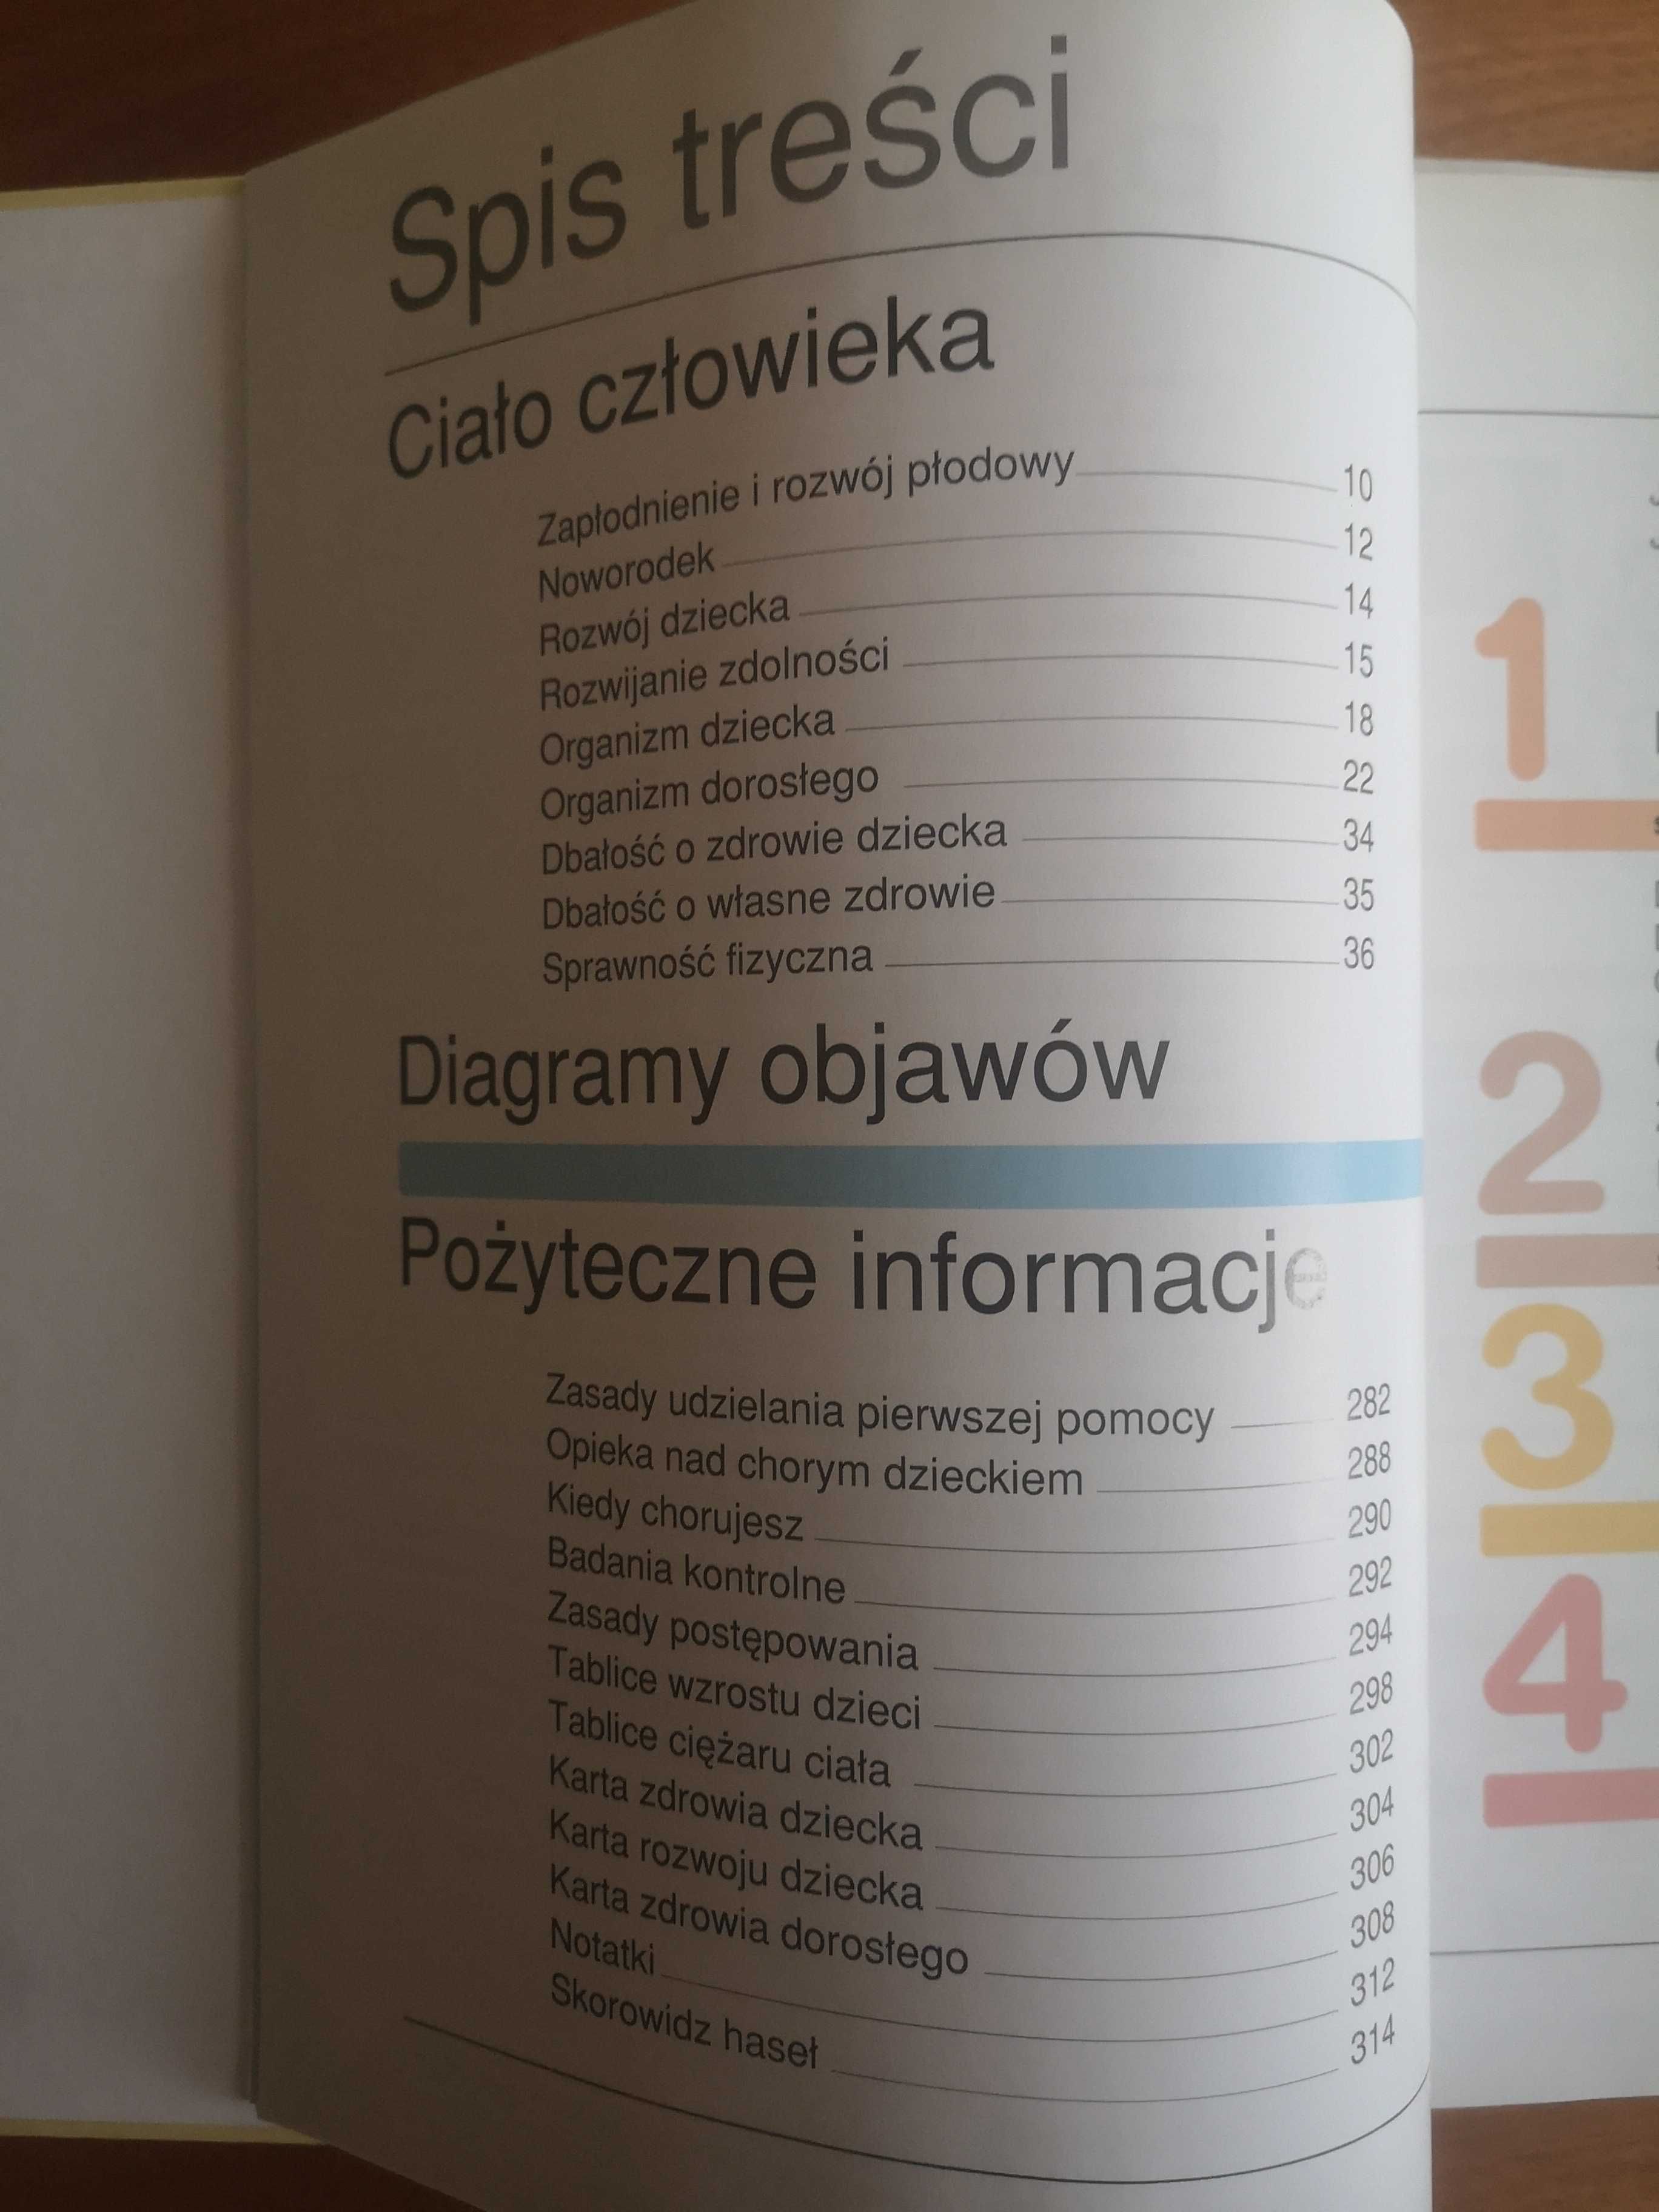 Spis treści
Ciało człowieka
Zapłodnienie i rozwój płodowy 10
Noworodek 12
Rozwój dziecka 14
Rozwijanie zdolności 15
Organizm dziecka 18
Organizm dorosłego 22
Dbałość o zdrowie dziecka 34
Dbałość o własne zdrowie 35
Sprawność fizyczna 36
Diagramy objawów
Pożyteczne informacje
Zasady udzielania pierwszej pomocy 282
Opieka nad chorym dzieckiem 288
Kiedy chorujesz 290
Badania kontrolne 292
Zasady postępowania 294
Tablice wzrostu dzieci 298
Tablice ciężaru ciała 302
Karta zdrowia dziecka 304
Karta rozwoju dziecka 306
Karta zdrowia dorosłego 308
Notatki 312
Skorowidz haseł 314
1
2
3
4